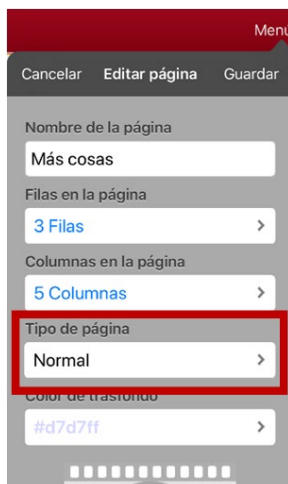 Menú
Cancelar Editar página Guardar
Nombre de la página
Más cosas
Filas en la página
3 Filas
Columnas en la página
5 Columnas
Tipo de página
Normal
Color de trasfondo
#d7d7ff